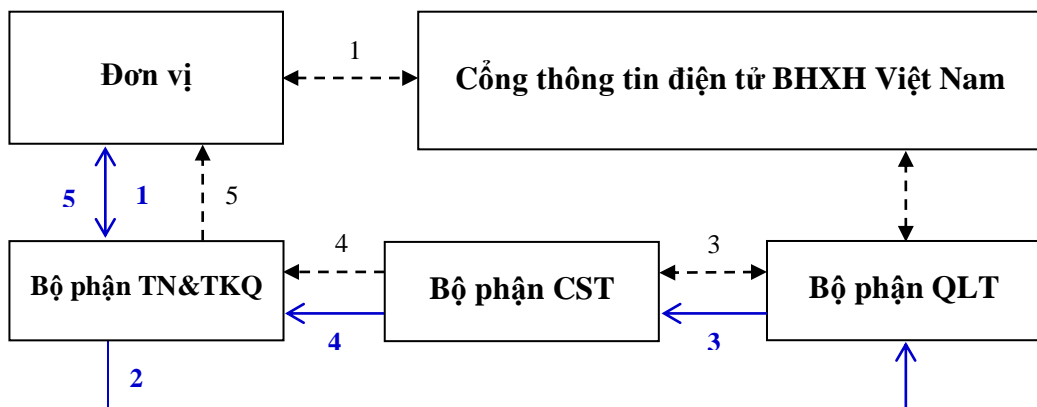 1
Đơn vị
Cổng thông tin điện tử BHXH Việt Nam
5
1
5
4
3
Bộ phận TN&TKQ
Bộ phận CST
Bộ phận QLT
4
3
2